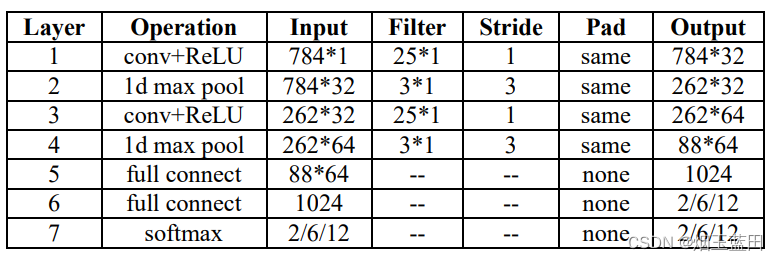 Layer Operation Input Filter Stride Pad Output
1 conv+ReLU 784*1 25*1 1 same 784*32
2 1d max pool 784*32 3*1 3 same 262*32
3 conv+ReLU 262*32 25*1 1 same 262*64
4 1d max pool 262*64 3*1 3 same 88*64
5 full connect 88*64 -- -- none 1024
6 full connect 1024 -- -- none 2/6/12
7 softmax 2/6/12 -- -- none 2/6/12
CSDN @烟玉蓝田